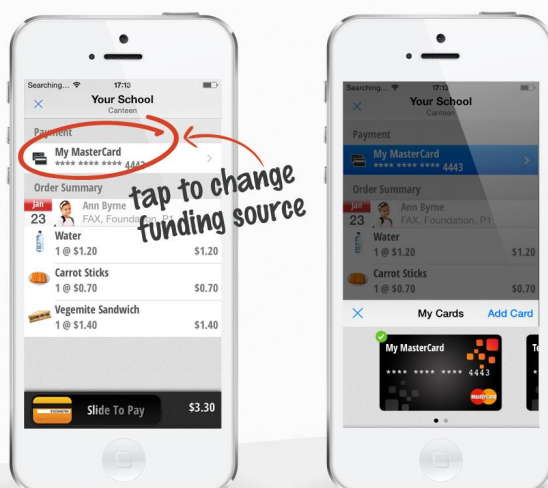 Searching... 17:13
Your School
Canteen
Payment
My MasterCard
**** **** **** 4443
Order Summary
Jan
23
Ann Byrne
FAX, Foundation, P1
Water
1 @ $1.20 $1.20
Carrot Sticks
1 @ $0.70 $0.70
Vegemite Sandwich
1 @ $1.40 $1.40
Slide To Pay $3.30
tap to change
funding source
Searching... 17:13
Your School
Canteen
Payment
My MasterCard
**** **** **** 4443
Order Summary
Jan
23
Ann Byrne
FAX, Foundation, P1
Water
1 @ $1.20 $1.20
Carrot Sticks
1 @ $0.70 $0.70
My Cards Add Card
My MasterCard
**** **** **** 4443
MasterCard